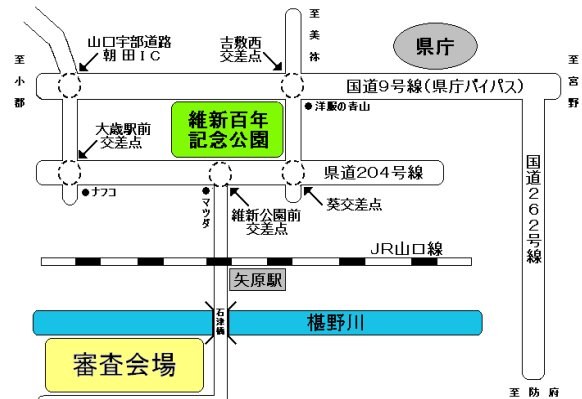 至小郡
山口宇部道路
朝田IC
吉敷西
交差点
至美祢
県庁
至宮野
国道9号線(県庁バイパス)
●洋服の青山
維新百年
記念公園
大歳駅前
交差点
県道204号線
●ナフコ
●マツダ
維新公園前
交差点
葵交差点
国道262号線
JR山口線
矢原駅
石津橋
椹野川
審査会場
至防府